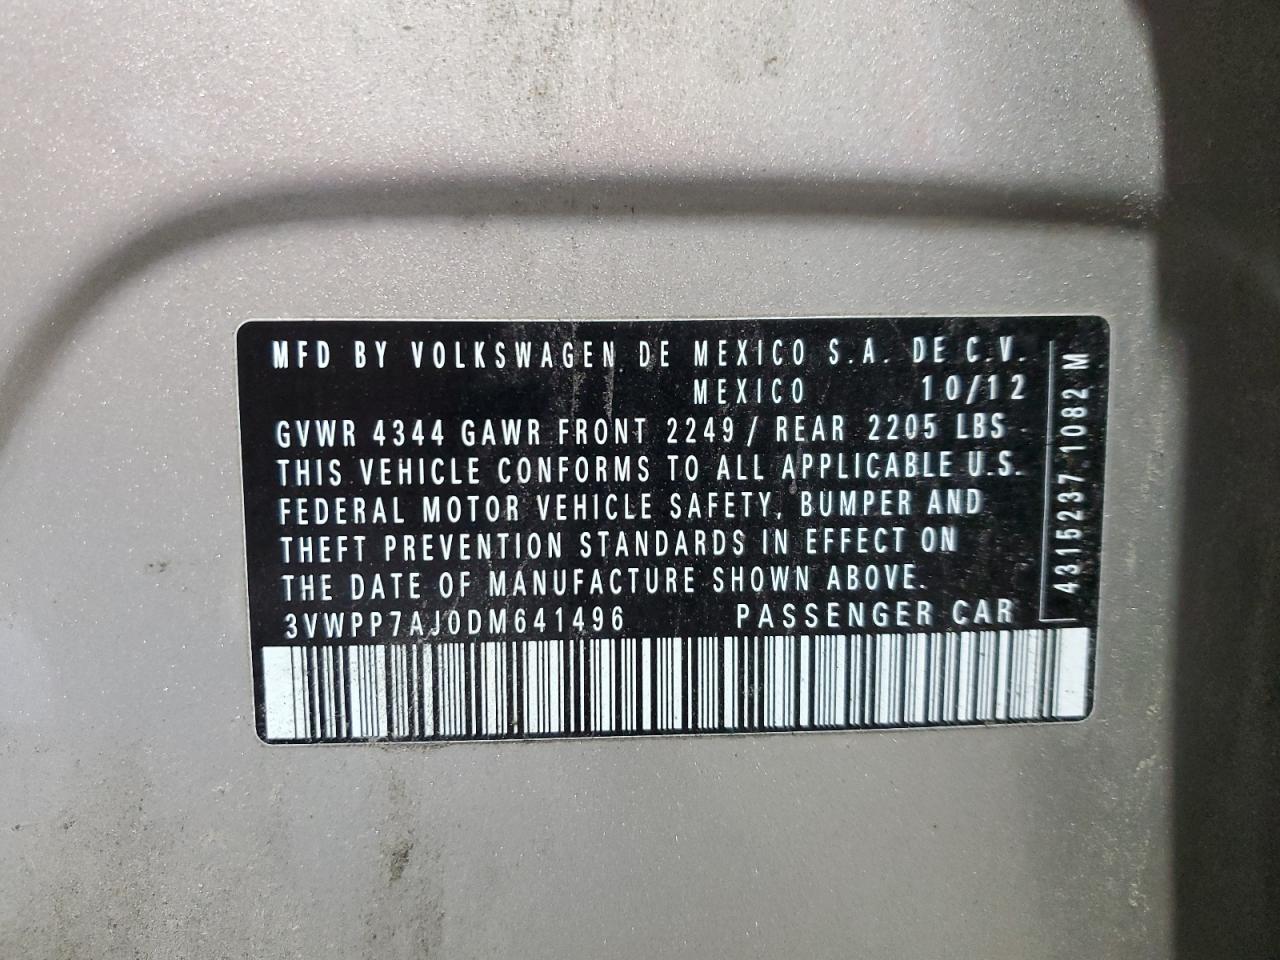 MFD BY VOLKSWAGEN DE MEXICO S.A. DE C.V.
MEXICO 10/12
GVWR 4344 GAWR FRONT 2249/ REAR 2205 LBS
THIS VEHICLE CONFORMS TO ALL APPLICABLE U.S.
FEDERAL MOTOR VEHICLE SAFETY, BUMPER AND
THEFT PREVENTION STANDARDS IN EFFECT ON
THE DATE OF MANUFACTURE SHOWN ABOVE.
3VWPP7AJ0DM641496 PASSENGER CAR
4315237.1082 M